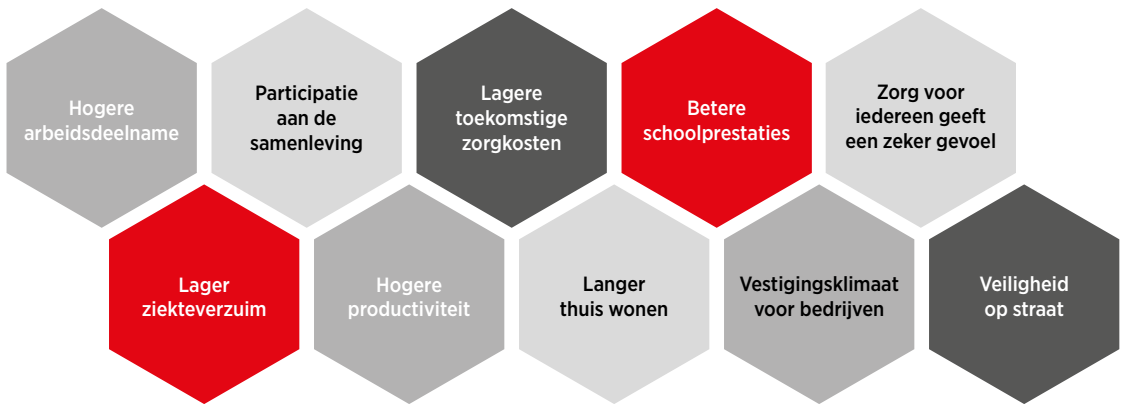 Hogere
arbeidsdeelname
Participatie
aan de
samenleving
Lagere
toekomstige
zorgkosten
Betere
schoolprestaties
Zorg voor
iedereen geeft
een zeker gevoel
Lager
ziekteverzuim
Hogere
productiviteit
Langer
thuis wonen
Vestigingsklimaat
voor bedrijven
Veiligheid
op straat